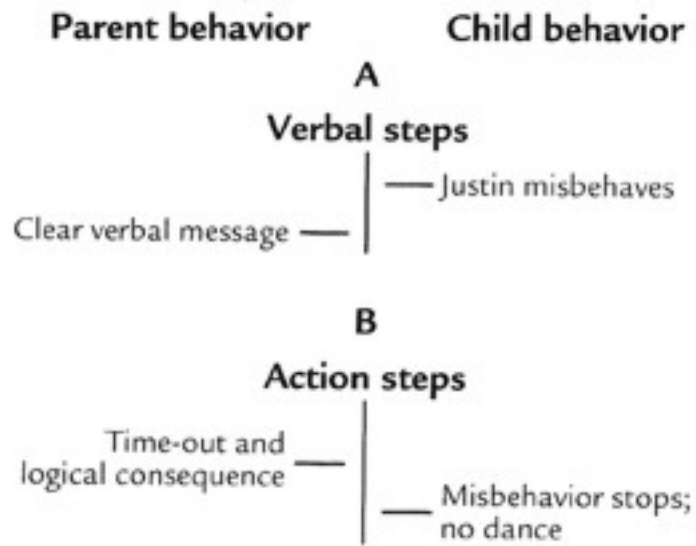 Parent behavior
Child behavior
A
Verbal steps
Justin misbehaves
Clear verbal message
B
Action steps
Time-out and
logical consequence
Misbehavior stops;
no dance